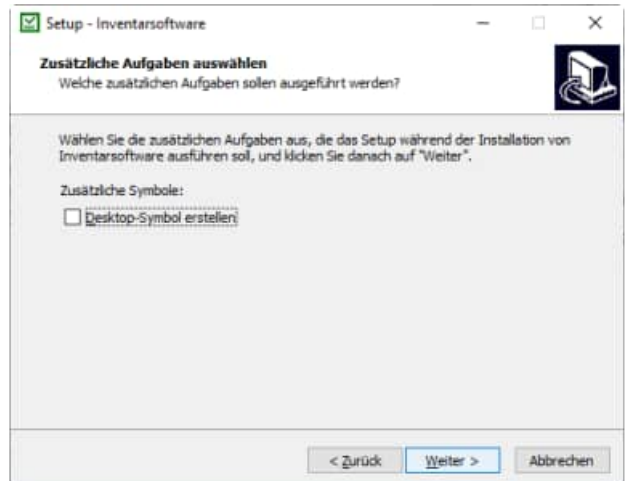 Setup - Inventarsoftware
Zusätzliche Aufgaben auswählen
Welche zusätzlichen Aufgaben sollen ausgeführt werden?
Wählen Sie die zusätzlichen Aufgaben aus, die das Setup während der Installation von
Inventarsoftware ausführen soll, und klicken Sie danach auf "Weiter".
Zusätzliche Symbole:
Desktop-Symbol erstellen
< Zurück Weiter > Abbrechen